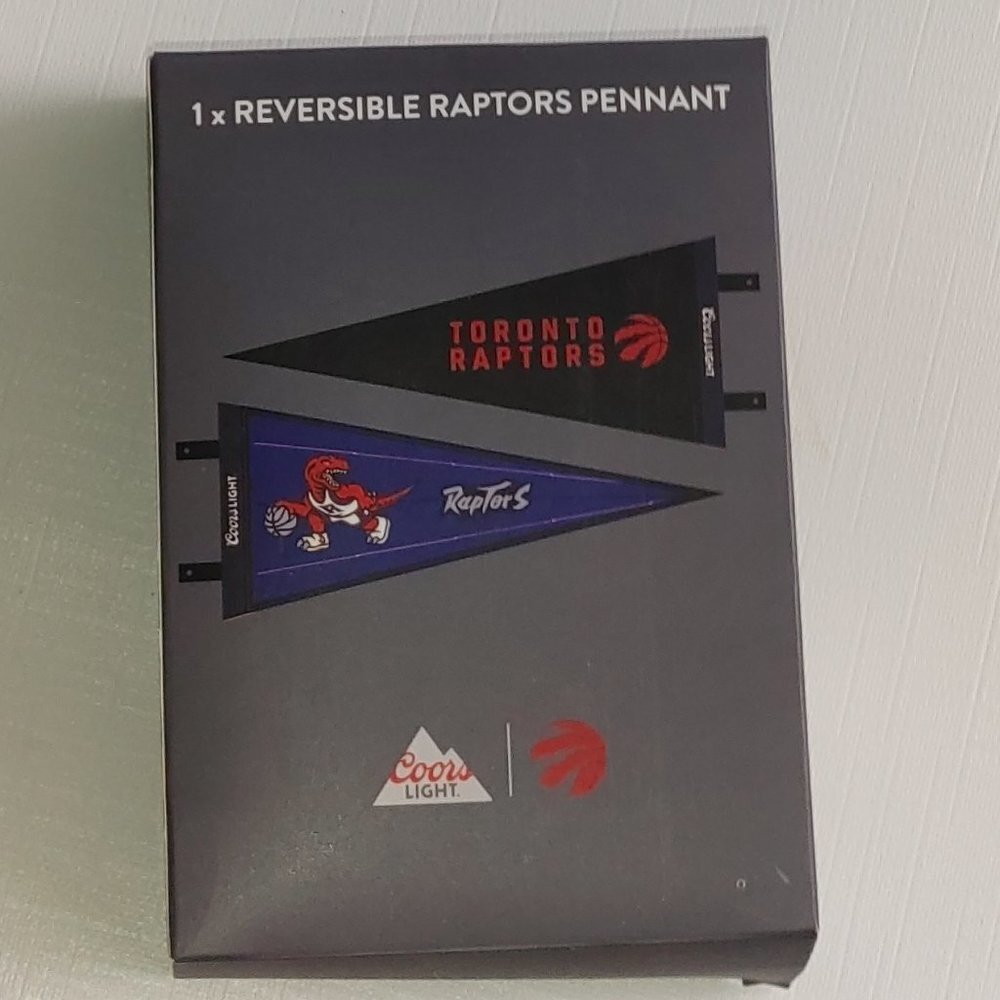 1 x REVERSIBLE RAPTORS PENNANT
TORONTO
RAPTORS
Coors LIGHT
Coors LIGHT
RapTorS
Coors
LIGHT.